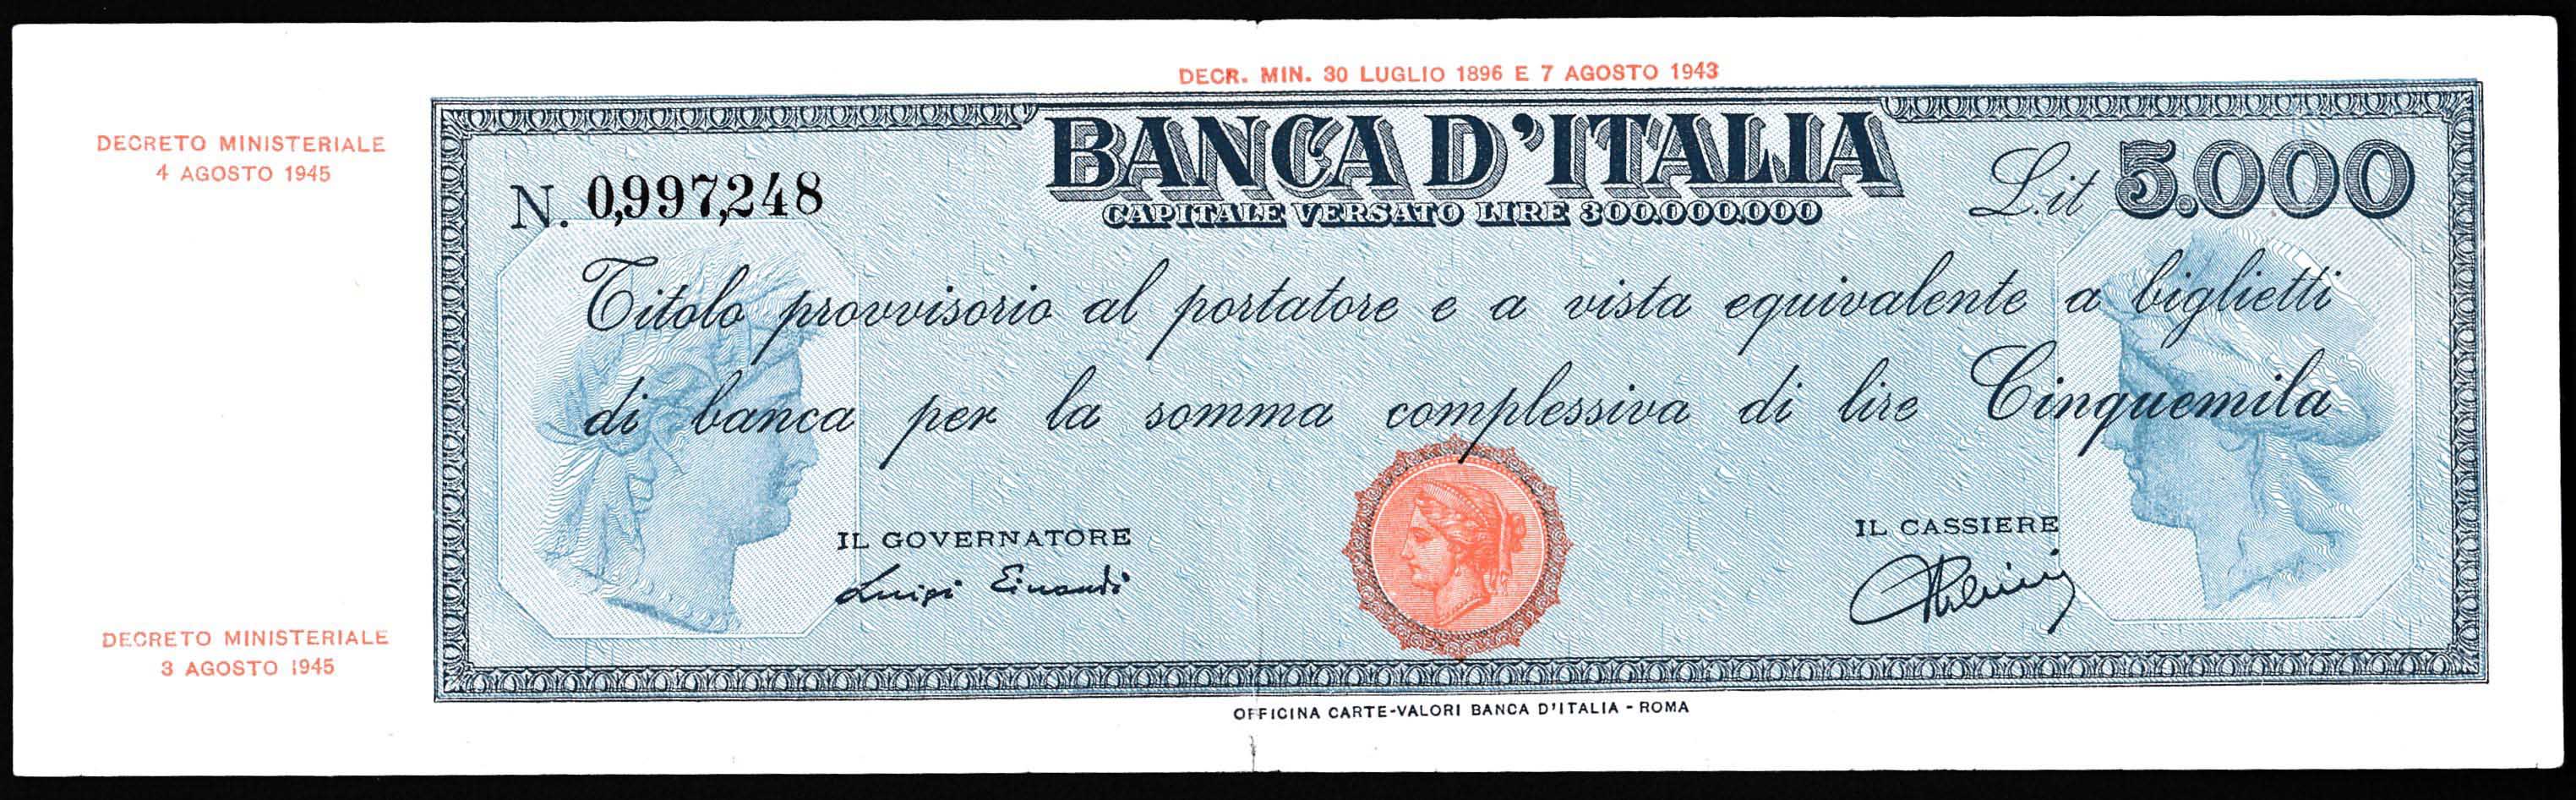 DECR. MIN. 30 LUGLIO 1896 E 7 AGOSTO 1943
DECRETO MINISTERIALE
4 AGOSTO 1945
BANCA D'ITALIA
CAPITALE VERSATO LIRE 300.000.000
N. 0,997,248
L.it 5.000
Titolo provvisorio al portatore e a vista equivalente a biglietti
di banca per la somma complessiva di lire Cinquemila
IL GOVERNATORE
Luigi Einaudi
IL CASSIERE
DECRETO MINISTERIALE
3 AGOSTO 1945
OFFICINA CARTE-VALORI BANCA D'ITALIA - ROMA